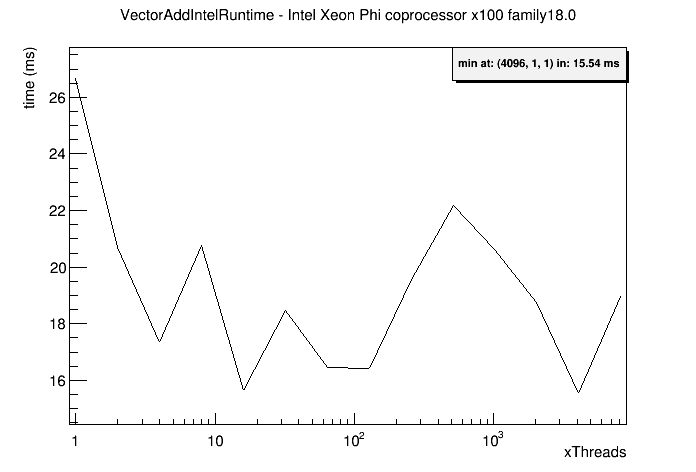 VectorAddIntelRuntime - Intel Xeon Phi coprocessor x100 family18.0
time (ms)
min at: (4096, 1, 1) in: 15.54 ms
26
24
22
20
18
16
1
10
10²
10³
xThreads